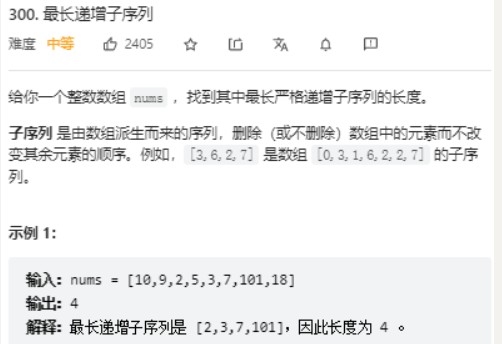 300. 最长递增子序列
难度 中等 2405
给你一个整数数组 nums ，找到其中最长严格递增子序列的长度。
子序列 是由数组派生而来的序列，删除（或不删除）数组中的元素而不改
变其余元素的顺序。例如，[3,6,2,7] 是数组 [0,3,1,6,2,2,7] 的子序
列。
示例 1：
输入：nums = [10,9,2,5,3,7,101,18]
输出：4
解释：最长递增子序列是 [2,3,7,101]，因此长度为 4 。